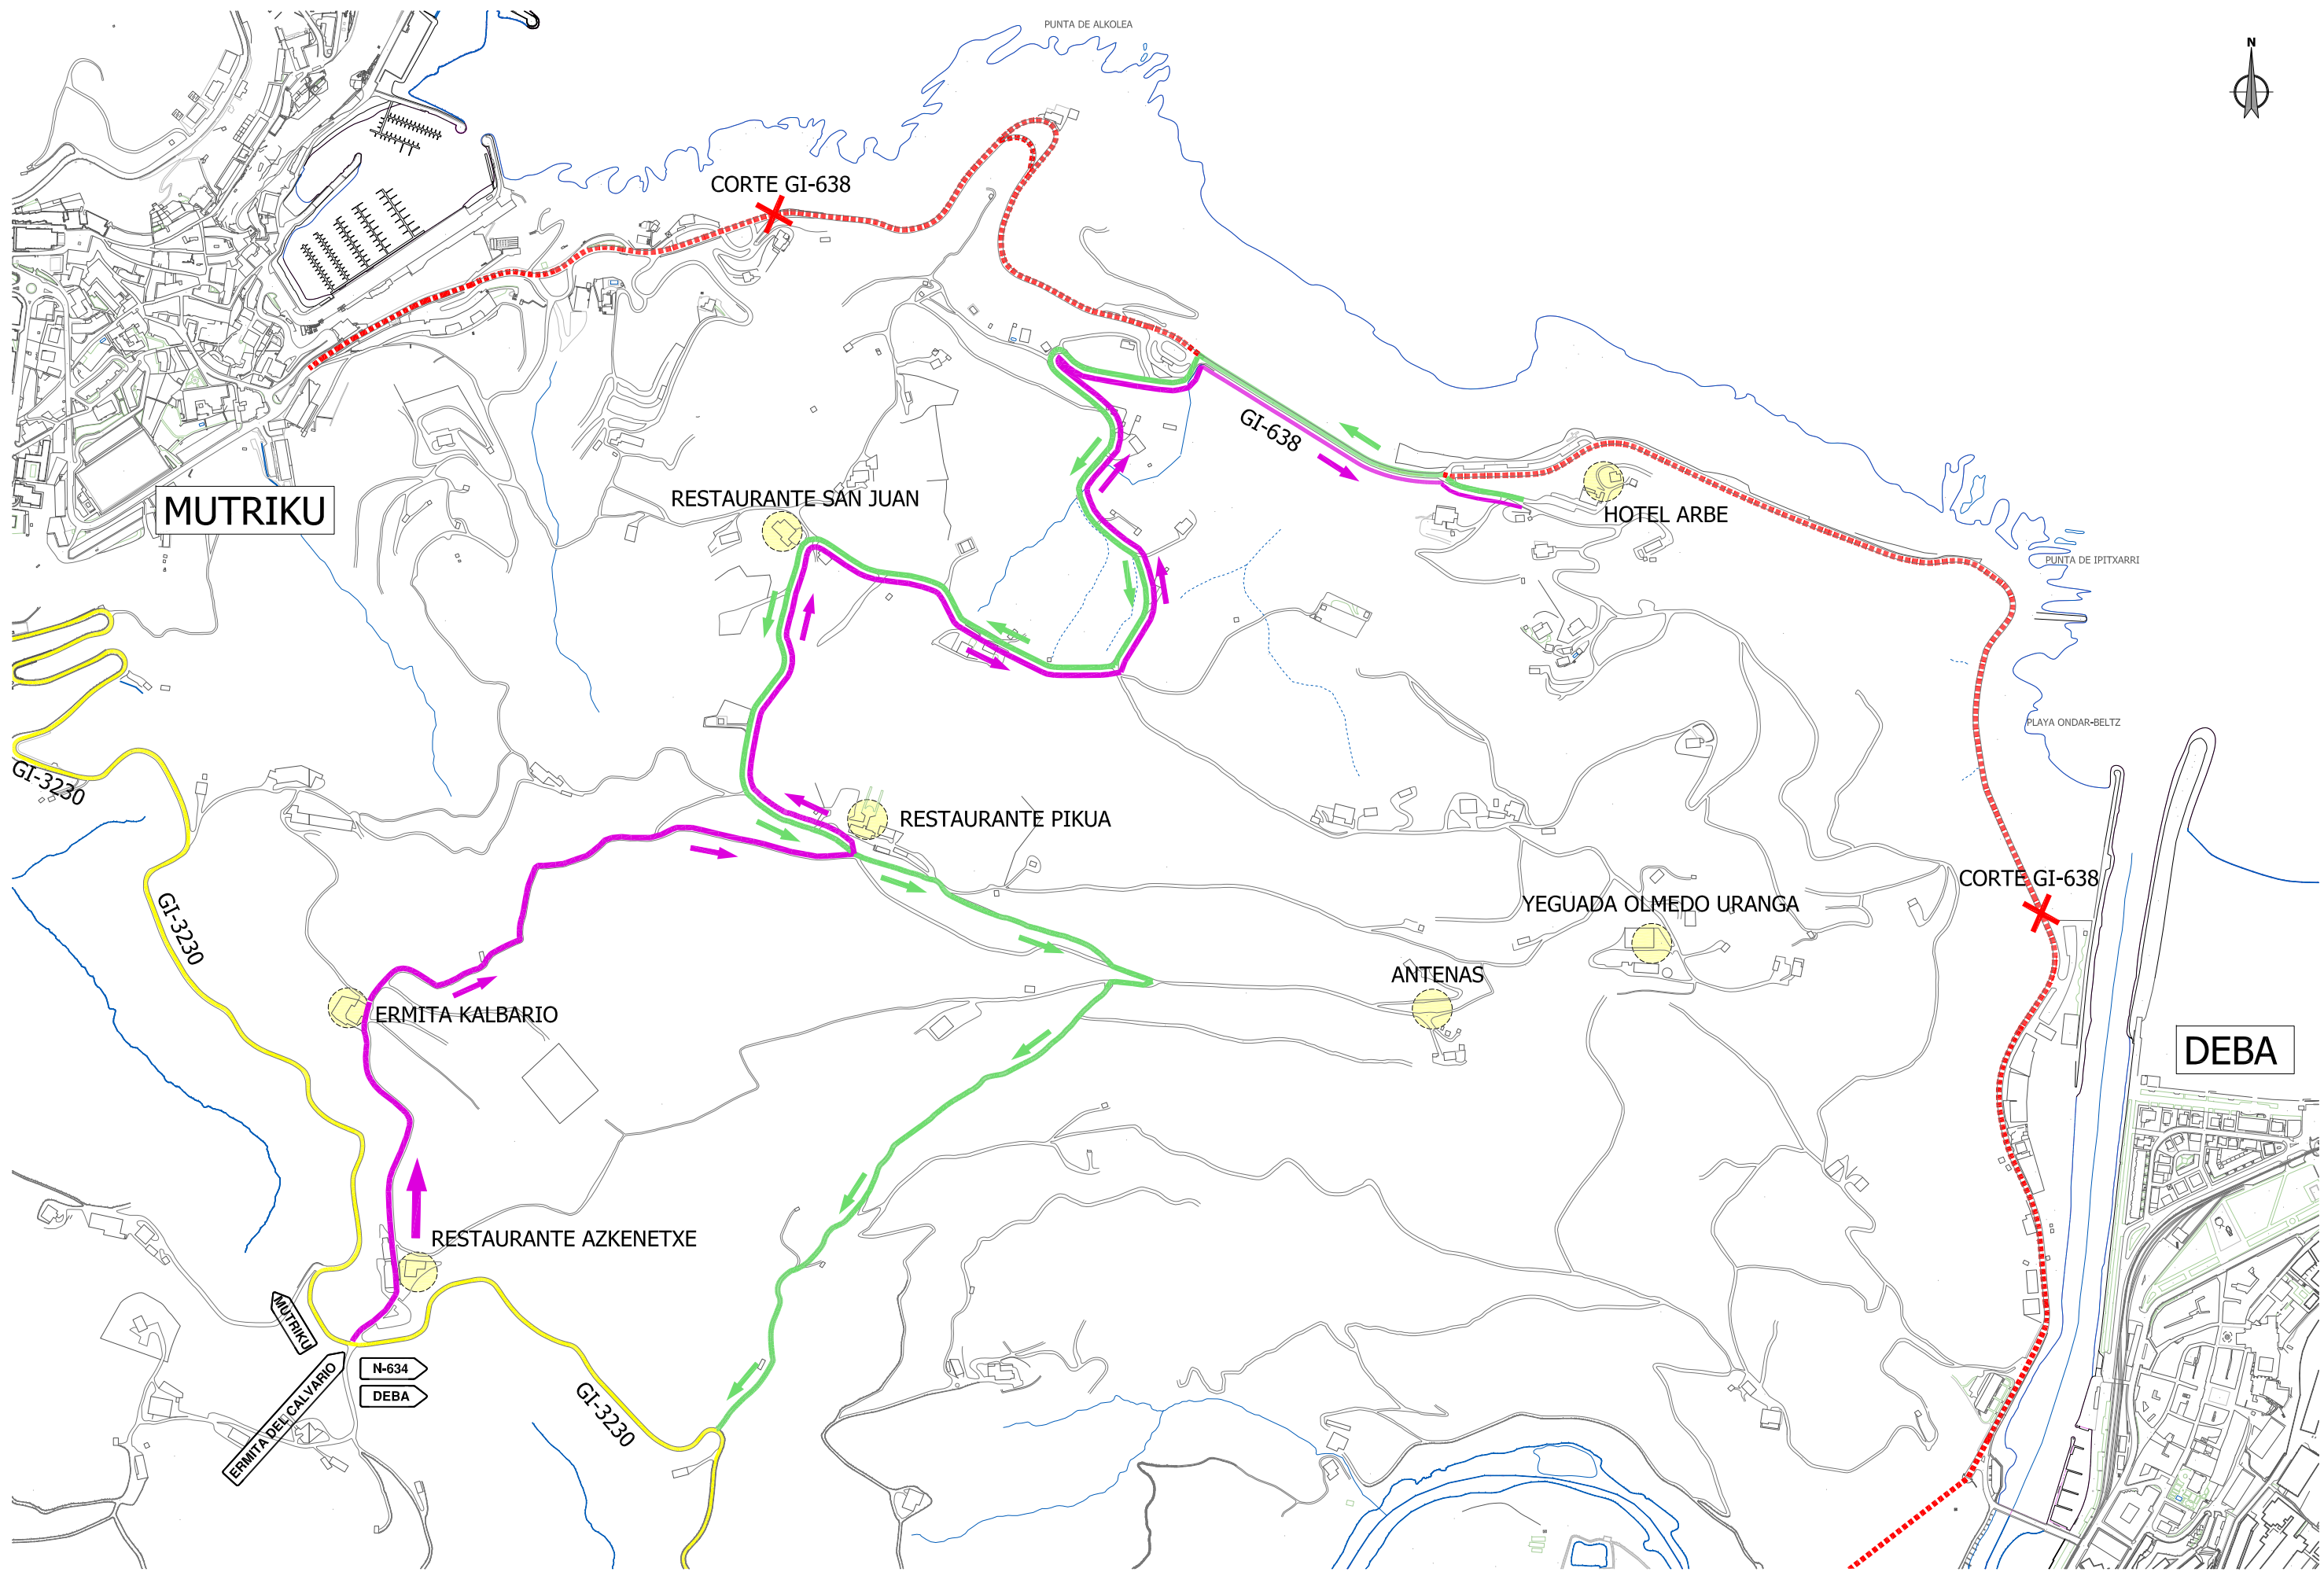 PUNTA DE ALKOLEA
N
CORTE GI-638
GI-638
RESTAURANTE SAN JUAN
MUTRIKU
HOTEL ARBE
PUNTA DE IPITXARRI
PLAYA ONDAR-BELTZ
GI-3230
RESTAURANTE PIKUA
CORTE GI-638
YEGUADA OLMEDO URANGA
GI-3230
ANTENAS
ERMITA KALBARIO
DEBA
RESTAURANTE AZKENETXE
MUTRIKU
N-634
DEBA
ERMITA DEL CALVARIO
GI-3230